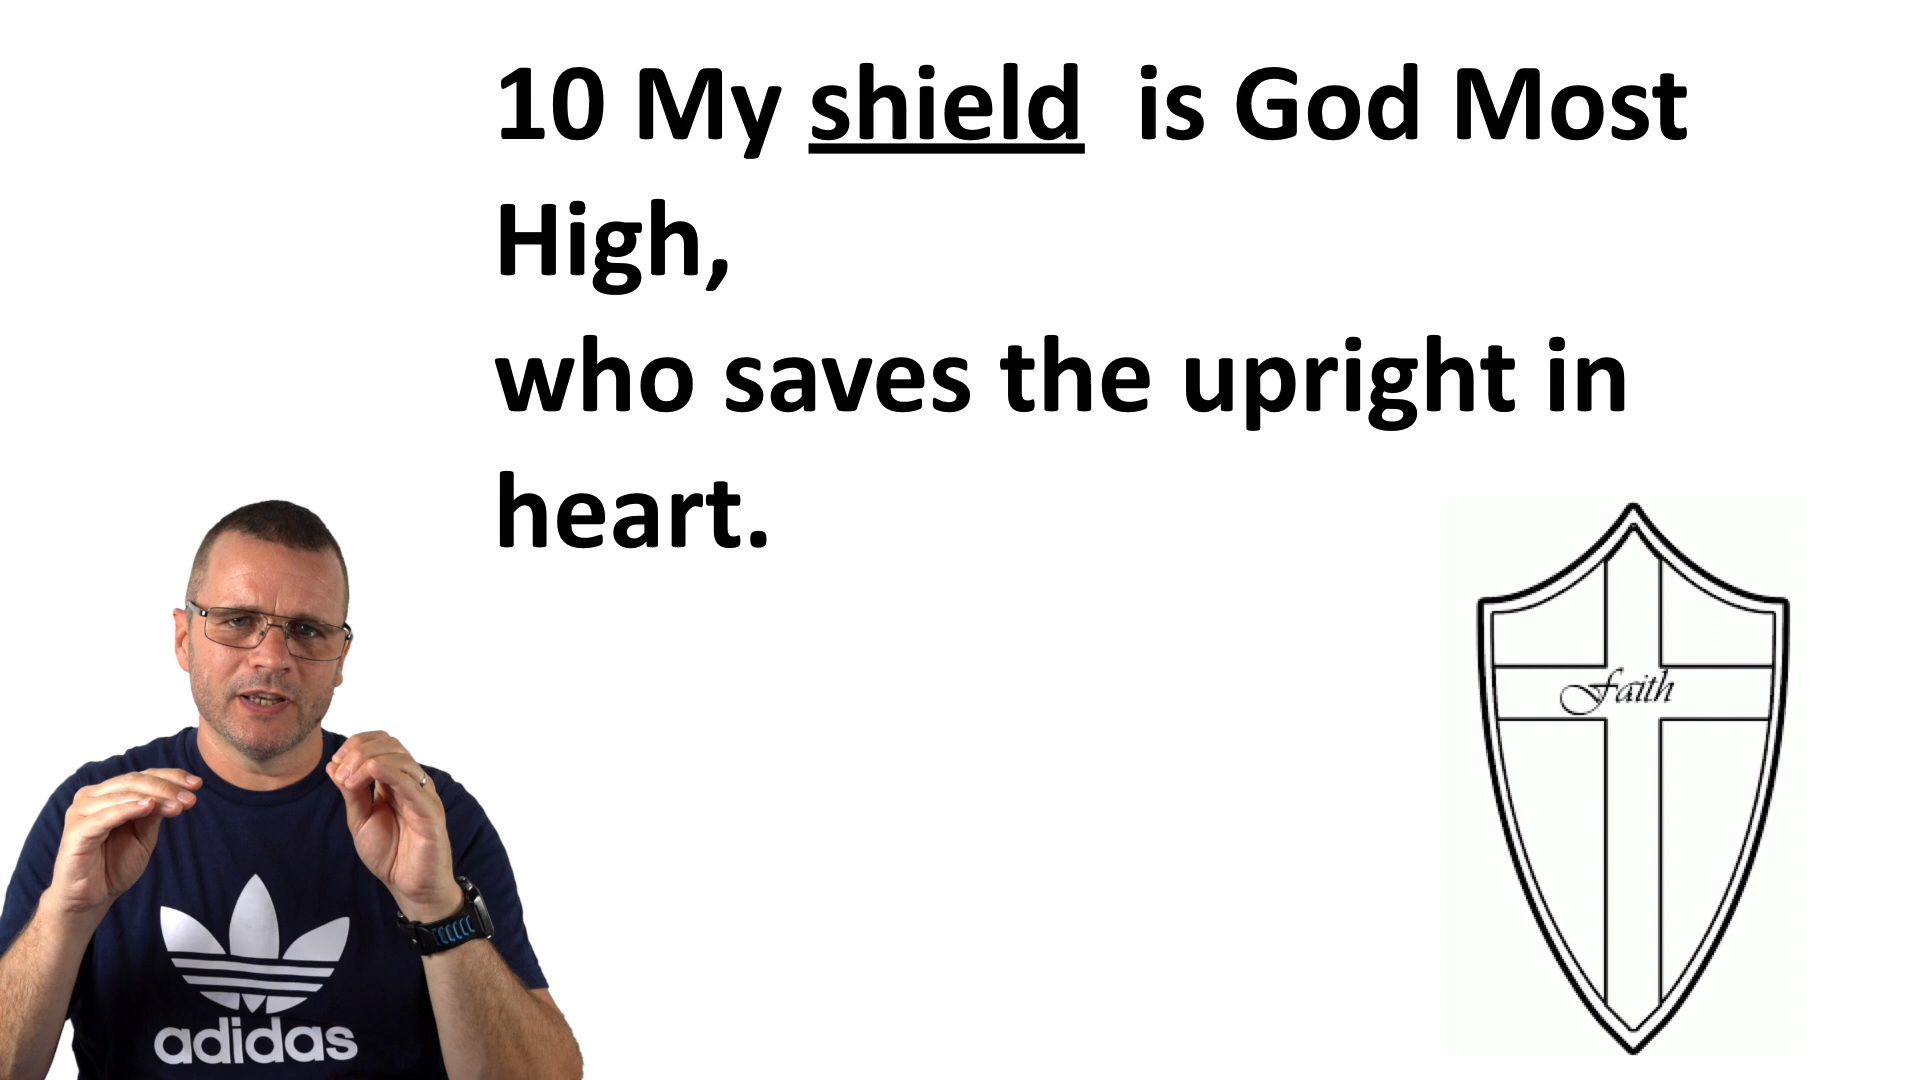 10 My shield  is God Most
High,
who saves the upright in
heart.
Faith
adidas